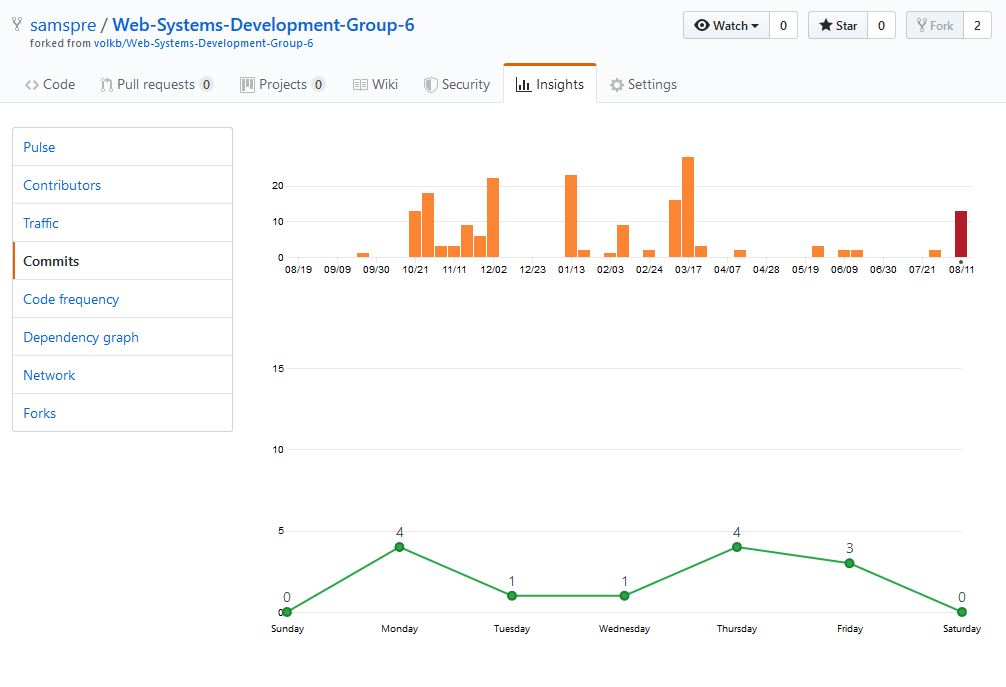 samspre / Web-Systems-Development-Group-6
Watch 0 Star 0 Fork 2
forked from volkb/Web-Systems-Development-Group-6
Code Pull requests 0 Projects 0 Wiki Security Insights Settings
Pulse
Contributors
Traffic
Commits
Code frequency
Dependency graph
Network
Forks
20
10
0
08/19 09/09 09/30 10/21 11/11 12/02 12/23 01/13 02/03 02/24 03/17 04/07 04/28 05/19 06/09 06/30 07/21 08/11
15
10
5
0
0 4 1 1 4 3 0
Sunday Monday Tuesday Wednesday Thursday Friday Saturday